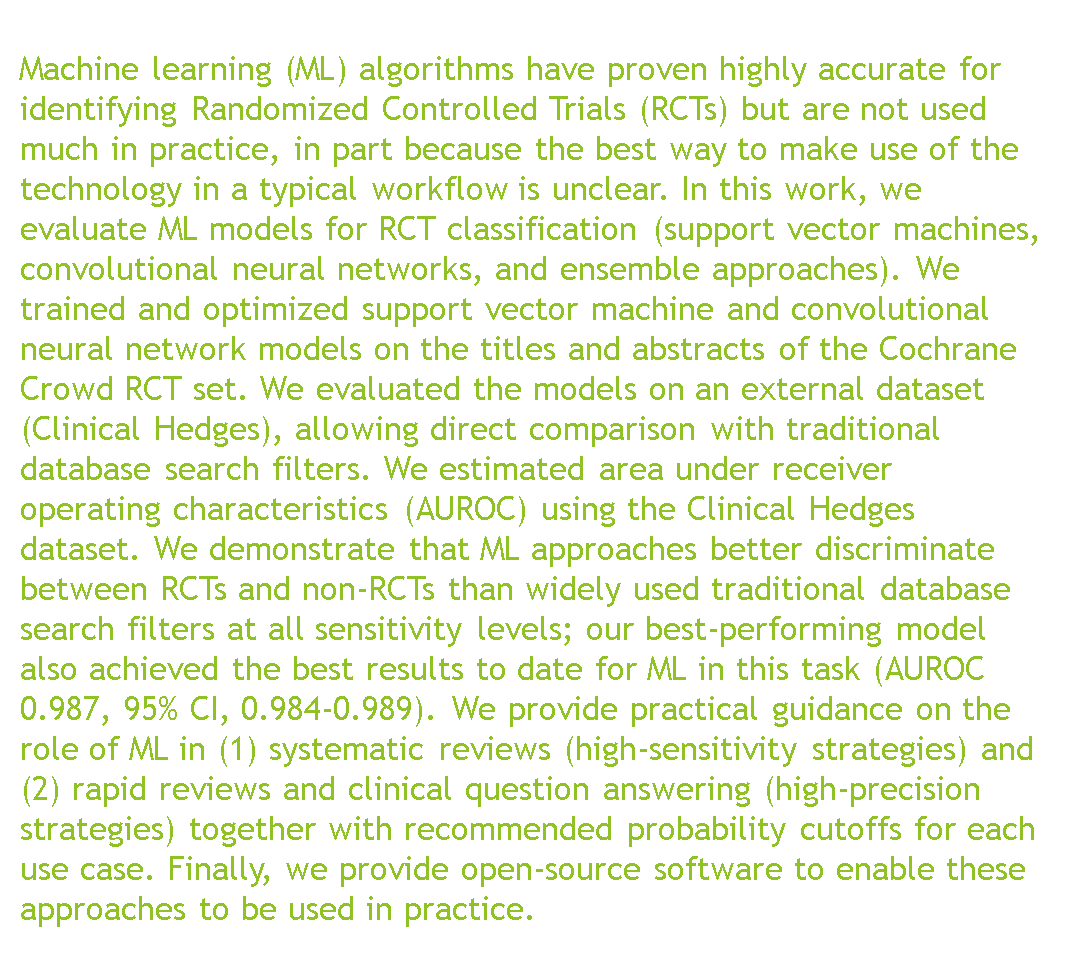 Machine learning (ML) algorithms have proven highly accurate for
identifying Randomized Controlled Trials (RCTs) but are not used
much in practice, in part because the best way to make use of the
technology in a typical workflow is unclear. In this work, we
evaluate ML models for RCT classification (support vector machines,
convolutional neural networks, and ensemble approaches). We
trained and optimized support vector machine and convolutional
neural network models on the titles and abstracts of the Cochrane
Crowd RCT set. We evaluated the models on an external dataset
(Clinical Hedges), allowing direct comparison with traditional
database search filters. We estimated area under receiver
operating characteristics (AUROC) using the Clinical Hedges
dataset. We demonstrate that ML approaches better discriminate
between RCTs and non-RCTs than widely used traditional database
search filters at all sensitivity levels; our best-performing model
also achieved the best results to date for ML in this task (AUROC
0.987, 95% CI, 0.984-0.989). We provide practical guidance on the
role of ML in (1) systematic reviews (high-sensitivity strategies) and
(2) rapid reviews and clinical question answering (high-precision
strategies) together with recommended probability cutoffs for each
use case. Finally, we provide open-source software to enable these
approaches to be used in practice.